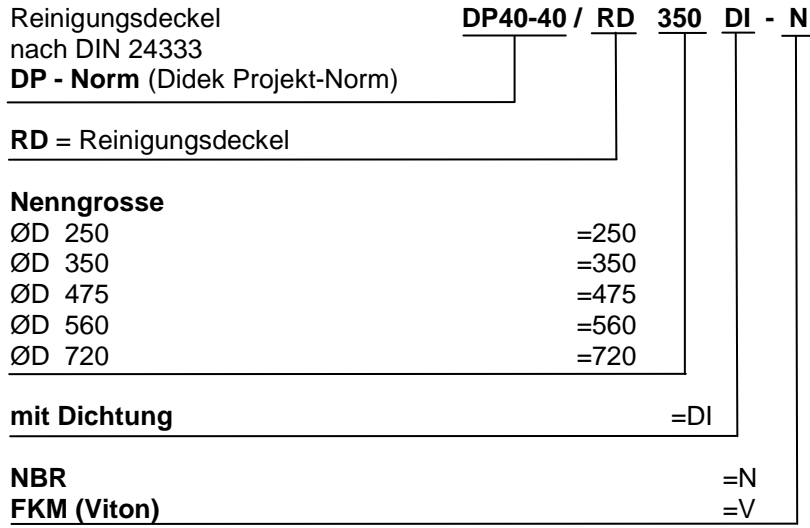 Reinigungsdeckel DP40-40 / RD 350 DI - N
nach DIN 24333
DP - Norm (Didek Projekt-Norm)
RD = Reinigungsdeckel
Nenngrosse
ØD 250 =250
ØD 350 =350
ØD 475 =475
ØD 560 =560
ØD 720 =720
mit Dichtung =DI
NBR =N
FKM (Viton) =V